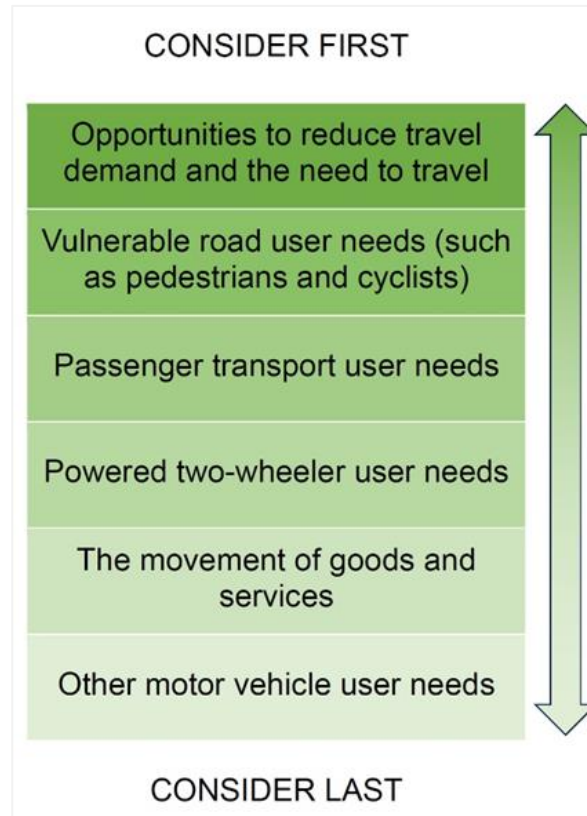 CONSIDER FIRST
Opportunities to reduce travel
demand and the need to travel
Vulnerable road user needs (such
as pedestrians and cyclists)
Passenger transport user needs
Powered two-wheeler user needs
The movement of goods and
services
Other motor vehicle user needs
CONSIDER LAST